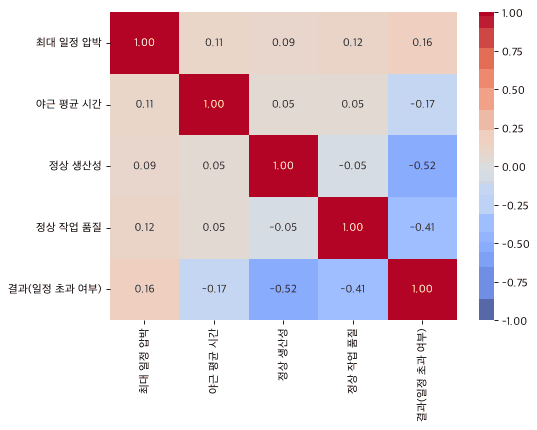 최대 일정 압박 1.00 0.11 0.09 0.12 0.16
야근 평균 시간 0.11 1.00 0.05 0.05 -0.17
정상 생산성 0.09 0.05 1.00 -0.05 -0.52
정상 작업 품질 0.12 0.05 -0.05 1.00 -0.41
결과(일정 초과 여부) 0.16 -0.17 -0.52 -0.41 1.00
최대 일정 압박
야근 평균 시간
정상 생산성
정상 작업 품질
결과(일정 초과 여부)
1.00
0.75
0.50
0.25
0.00
-0.25
-0.50
-0.75
-1.00